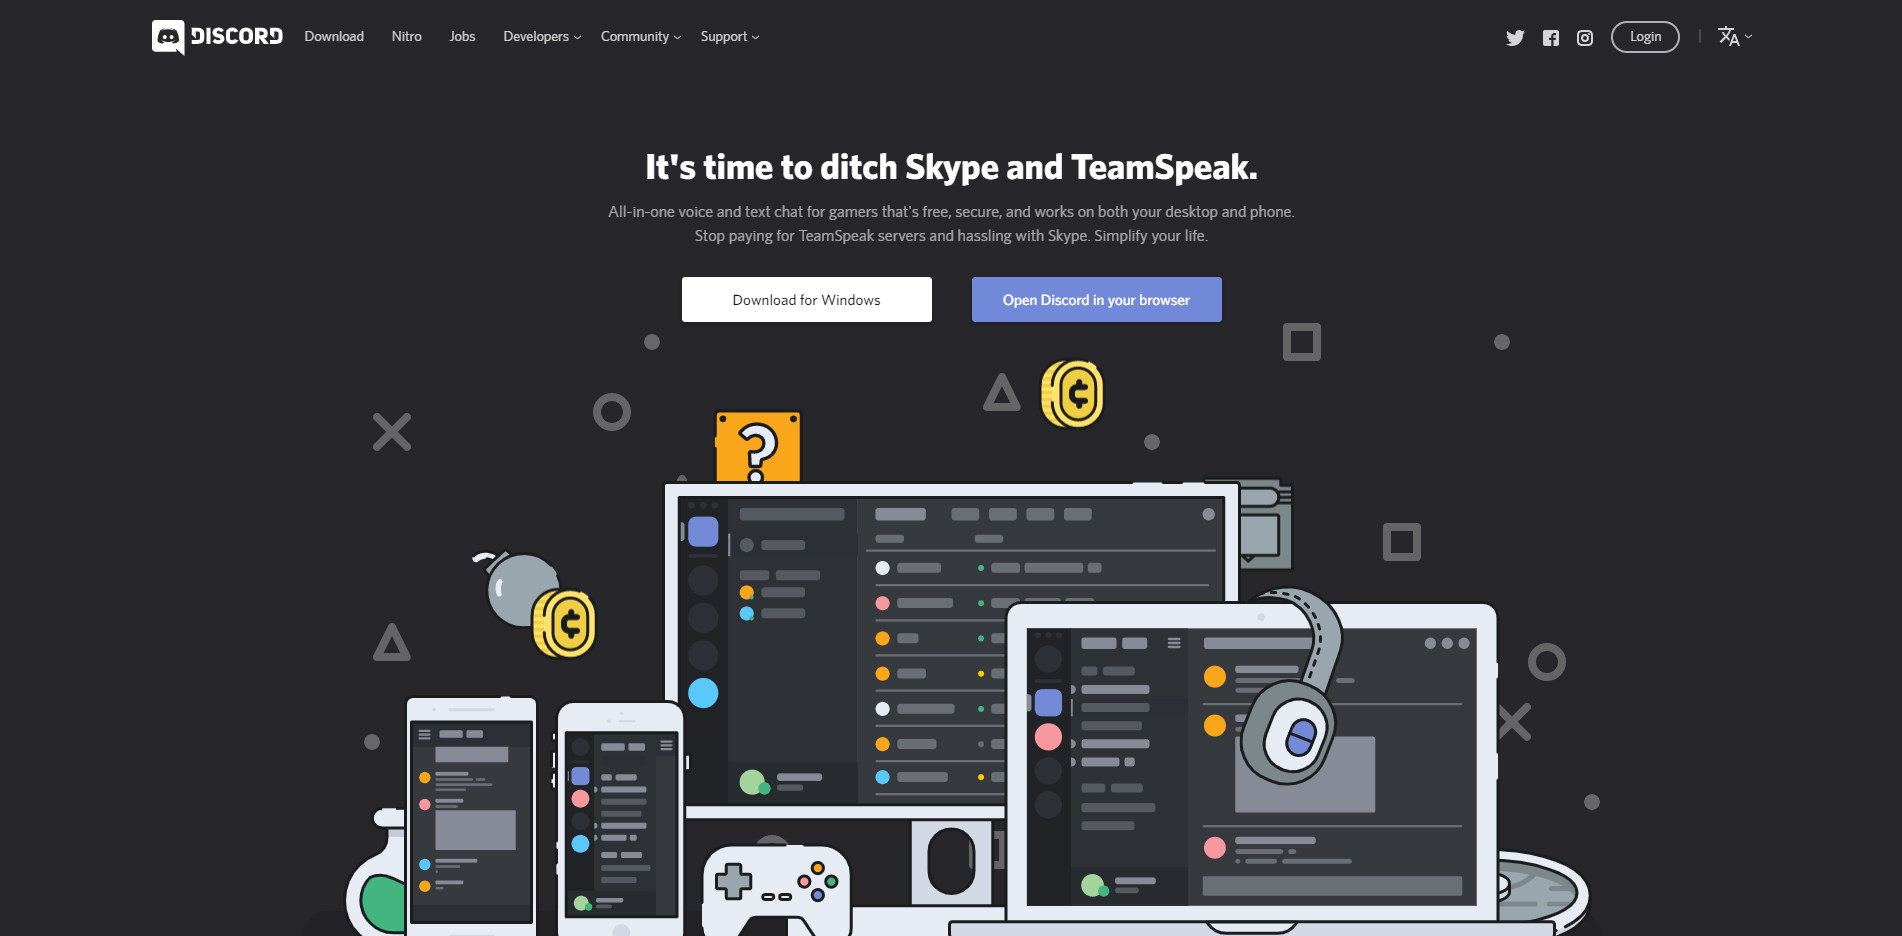 DISCORD Download Nitro Jobs Developers Community Support Login
It's time to ditch Skype and TeamSpeak.
All-in-one voice and text chat for gamers that's free, secure, and works on both your desktop and phone.
Stop paying for TeamSpeak servers and hassling with Skype. Simplify your life.
Download for Windows Open Discord in your browser
?